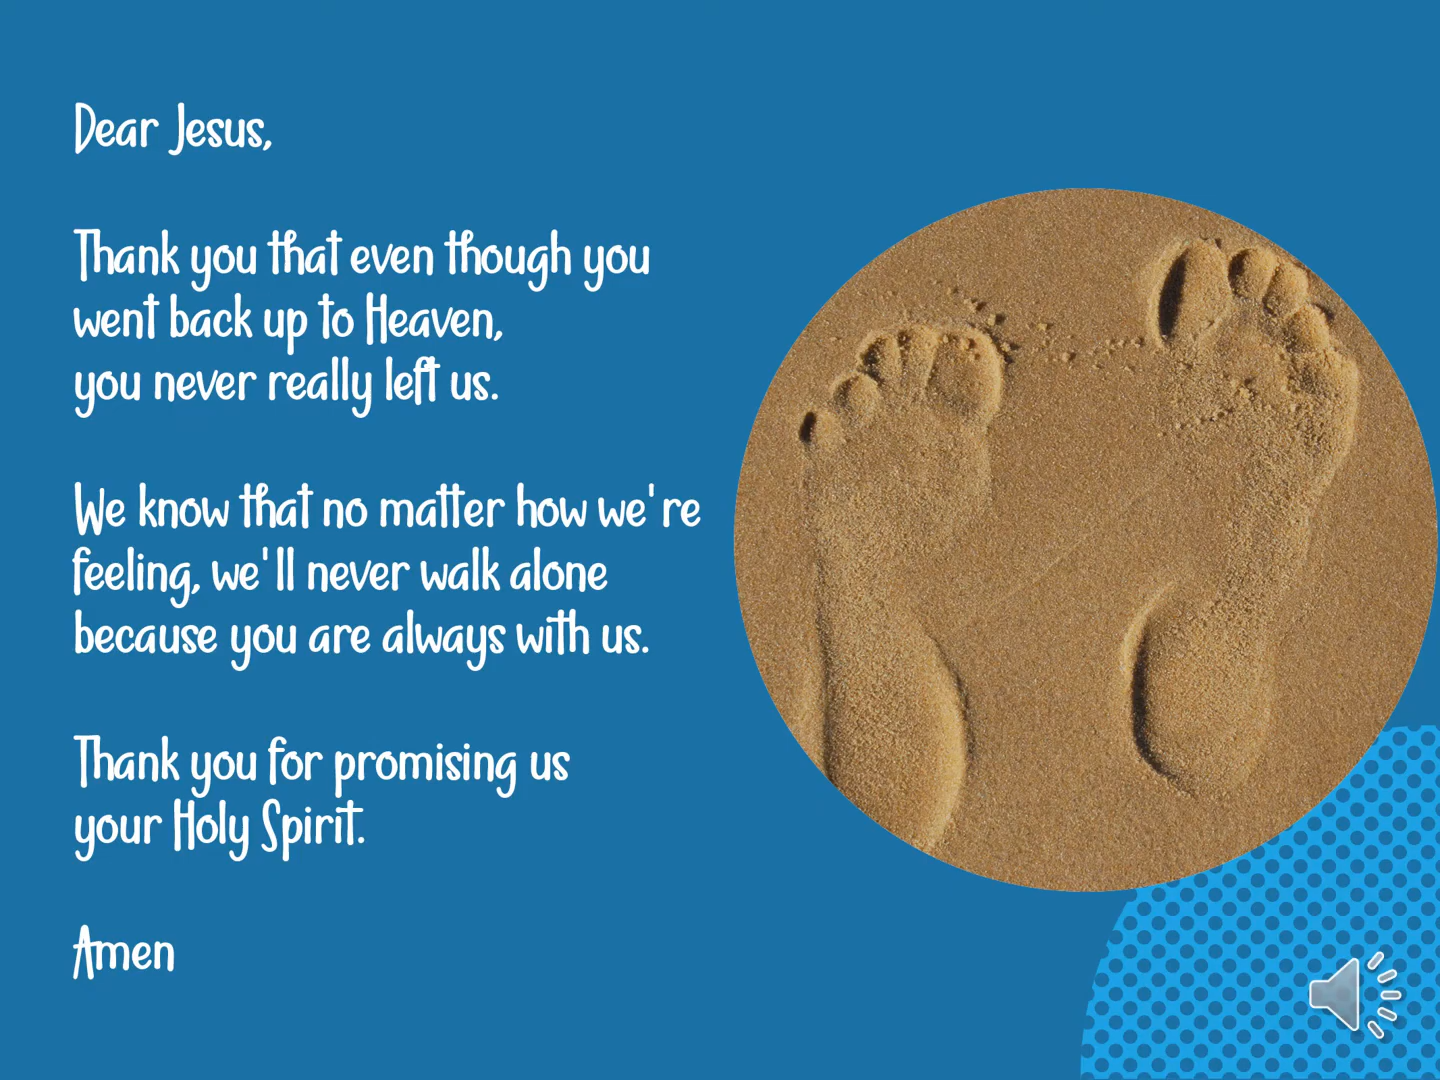 Dear Jesus,
Thank you that even though you
went back up to Heaven,
you never really left us.
We know that no matter how we're
feeling, we'll never walk alone
because you are always with us.
Thank you for promising us
your Holy Spirit.
Amen